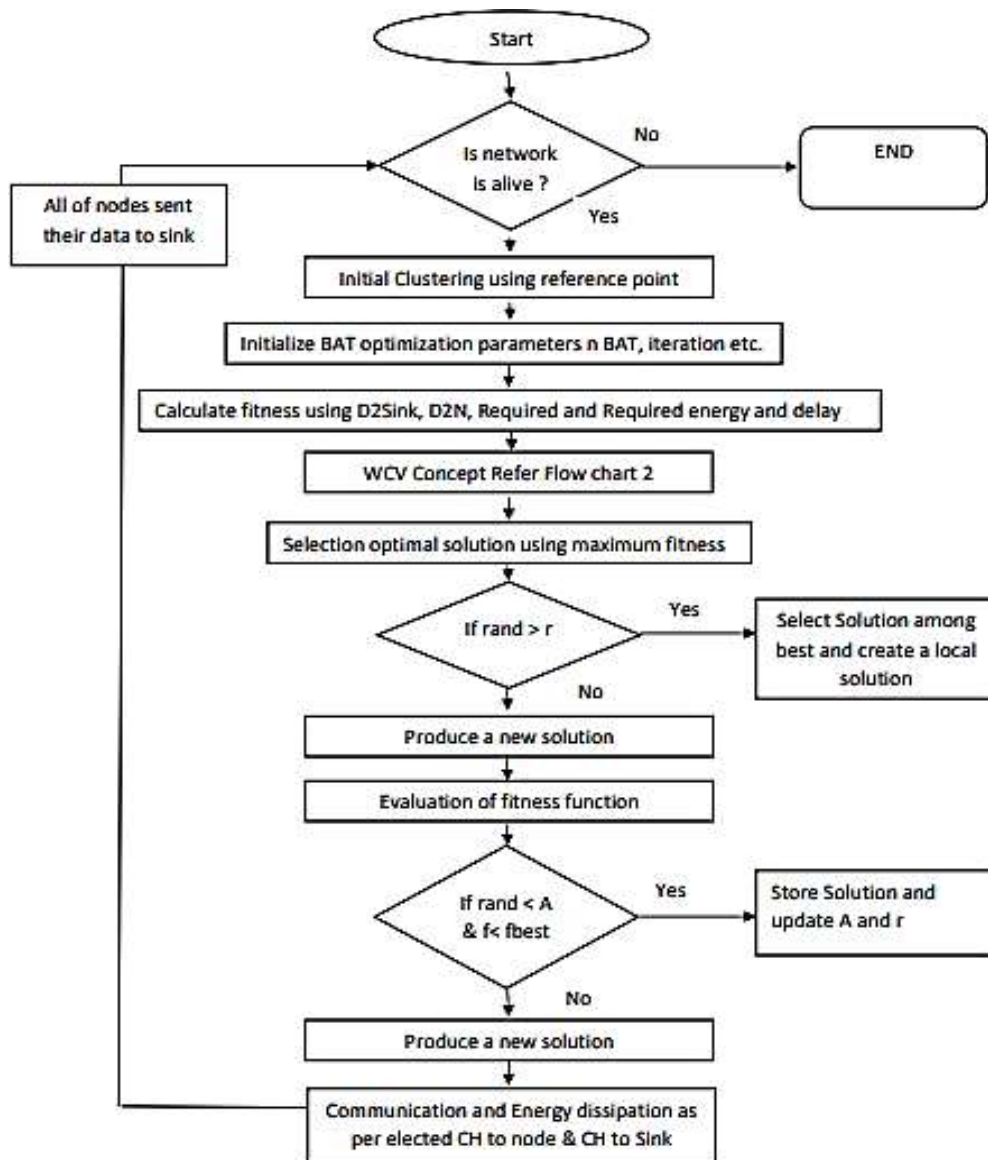 Start
Is network
is alive ?
No
END
Yes
All of nodes sent
their data to sink
Initial Clustering using reference point
Initialize BAT optimization parameters n BAT, iteration etc.
Calculate fitness using D2Sink, D2N, Required and Required energy and delay
WCV Concept Refer Flow chart 2
Selection optimal solution using maximum fitness
If rand > r
Yes
Select Solution among
best and create a local
solution
No
Produce a new solution
Evaluation of fitness function
If rand < A
& f< fbest
Yes
Store Solution and
update A and r
No
Produce a new solution
Communication and Energy dissipation as
per elected CH to node & CH to Sink